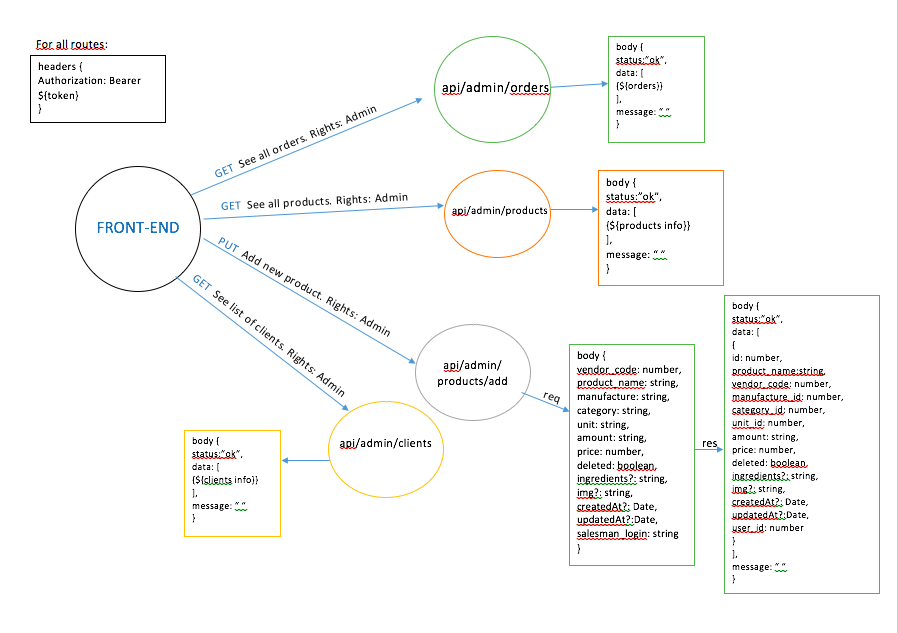 For all routes:
headers {
Authorization: Bearer
${token}
}
FRONT-END
GET See all orders. Rights: Admin
api/admin/orders
body {
status:”ok”,
data: [
{${orders}}
],
message: “ “
}
GET See all products. Rights: Admin
api/admin/products
body {
status:”ok”,
data: [
{${products info}}
],
message: “ “
}
PUT Add new product. Rights: Admin
api/admin/
products/add
req
body {
vendor_code: number,
product_name: string,
manufacture: string,
category: string,
unit: string,
amount: string,
price: number,
deleted: boolean,
ingredients?: string,
img?: string,
createdAt?: Date,
updatedAt?:Date,
salesman_login: string
}
res
body {
status:”ok”,
data: [
{
id: number,
product_name:string,
vendor_code: number,
manufacture_id: number,
category_id: number,
unit_id: number,
amount: string,
price: number,
deleted: boolean,
ingredients?: string,
img?: string,
createdAt?: Date,
updatedAt?:Date,
user_id: number
}
],
message: “ “
}
GET See list of clients. Rights: Admin
api/admin/clients
body {
status:”ok”,
data: [
{${clients info}}
],
message: “ “
}